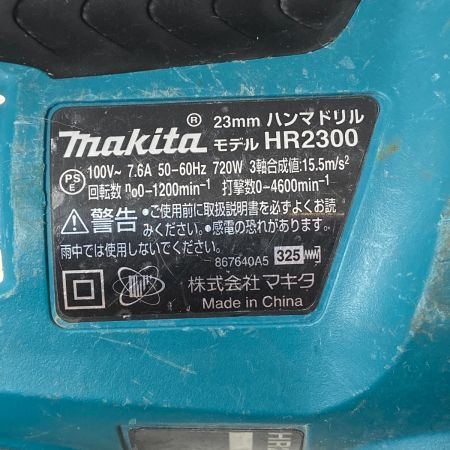 ® 23mm ハンマドリル
makita モデル HR2300
PSE 100V~ 7.6A 50-60Hz 720W 3軸合成値:15.5m/s²
回転数 n₀0-1200min⁻¹ 打撃数0-4600min⁻¹
警告 •ご使用前に取扱説明書を必ずよくお読
みください。•感電の恐れがあります。
雨中では使用しないでください。
867640A5 325
株式会社 マキタ
Made in China
HR